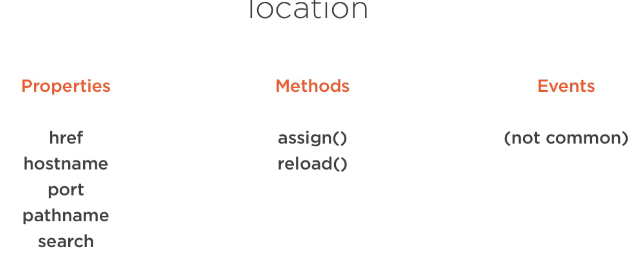 location
Properties
Methods
Events
href
assign()
(not common)
hostname
reload()
port
pathname
search